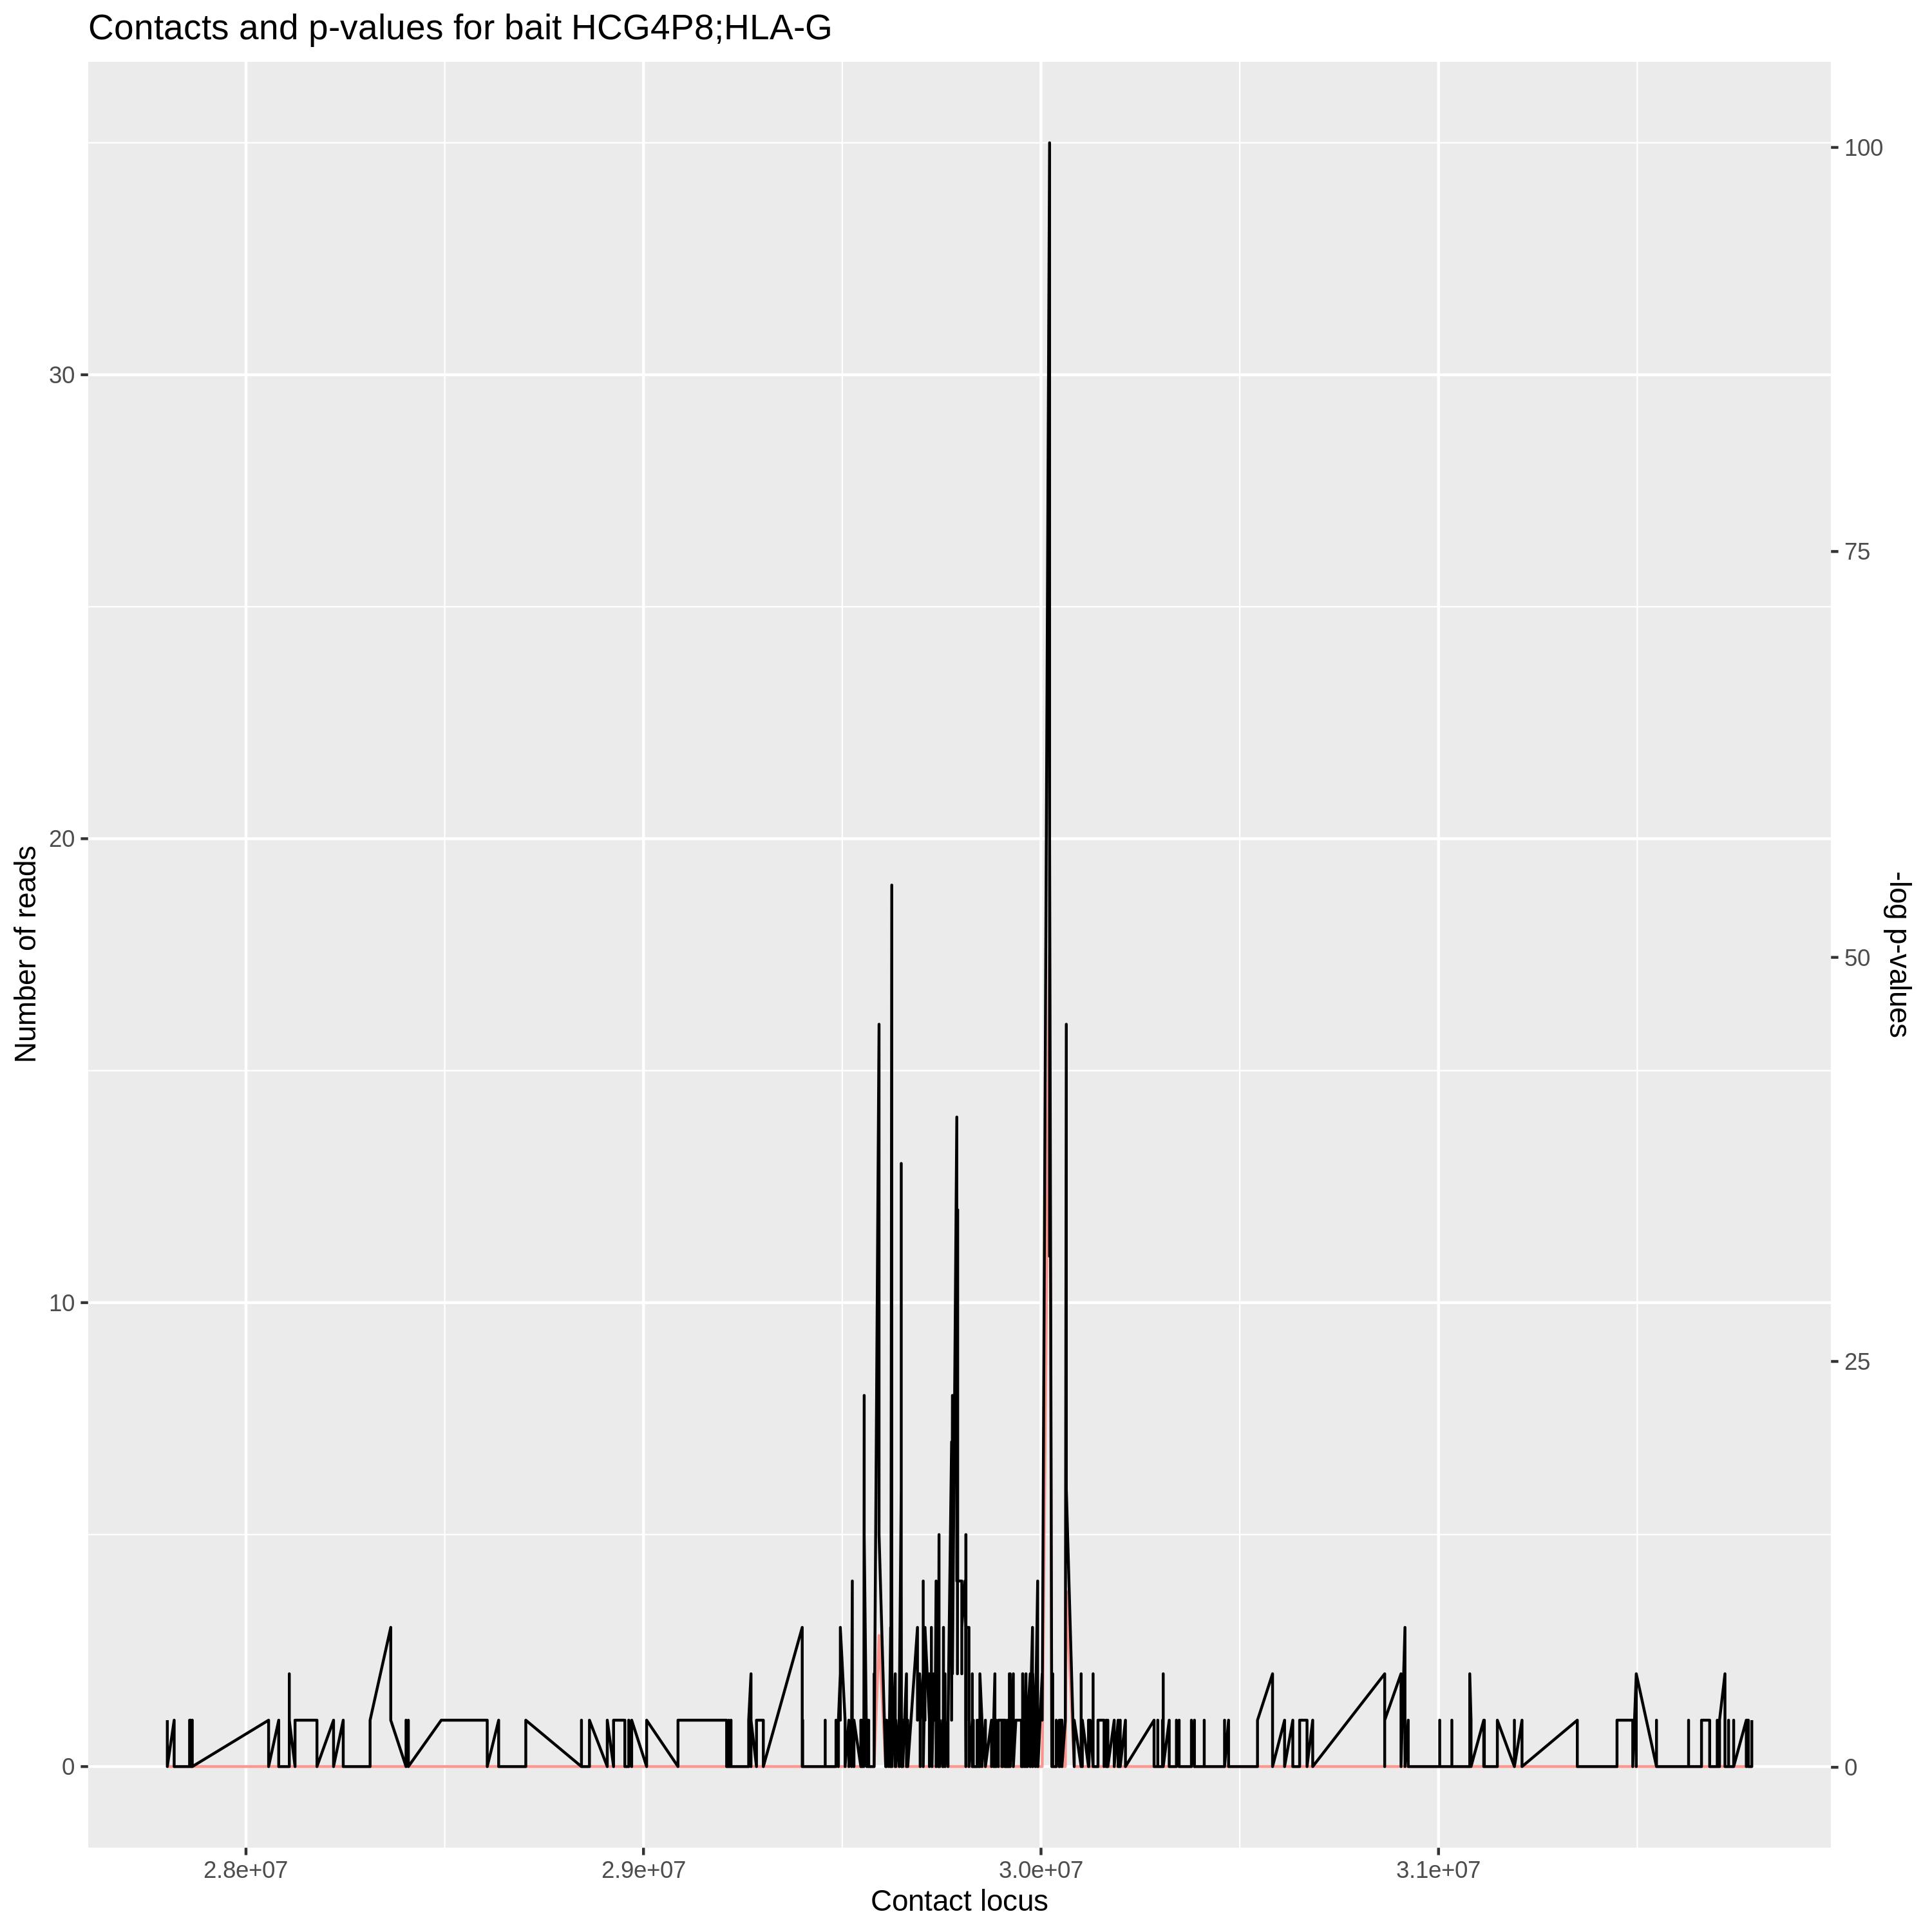 Contacts and p-values for bait HCG4P8;HLA-G
30
20
10
0
Number of reads
100
75
50
25
0
-log p-values
2.8e+07 2.9e+07 3.0e+07 3.1e+07
Contact locus